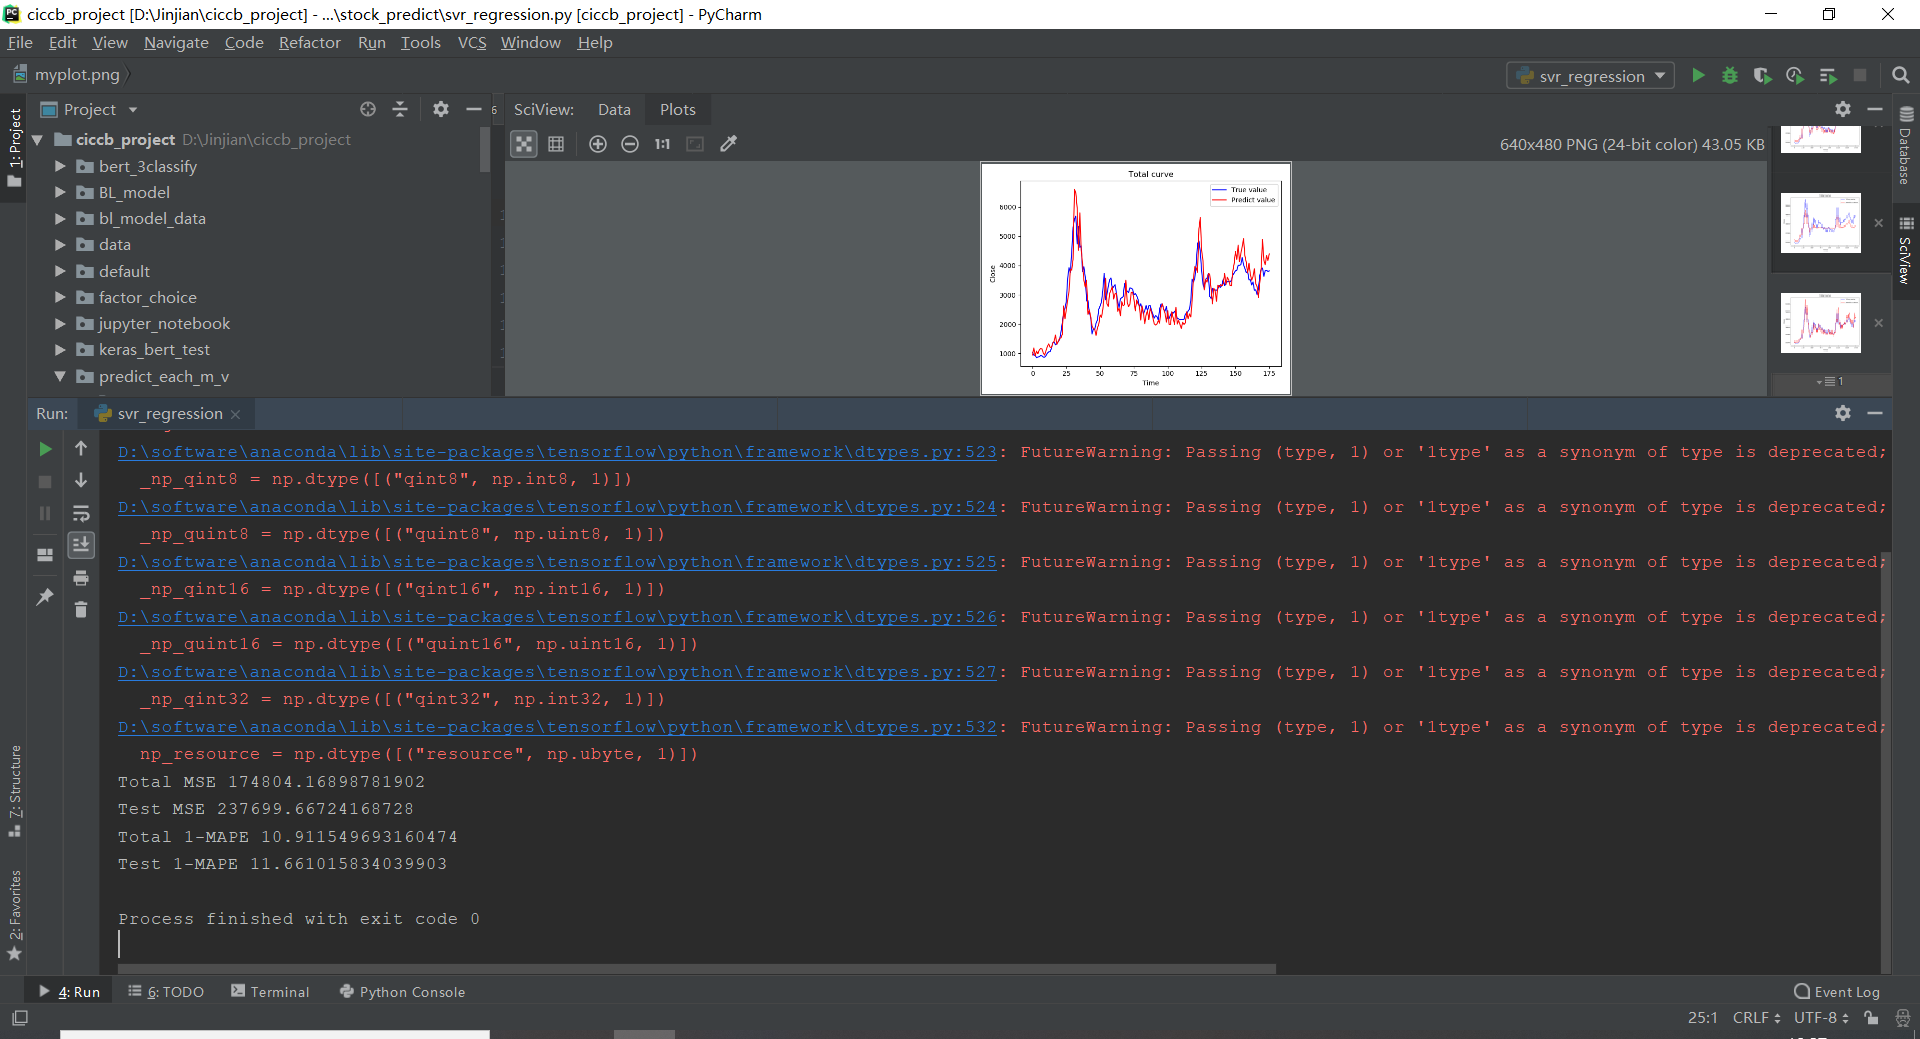 ciccb_project [D:\Jinjian\ciccb_project] - ...\stock_predict\svr_regression.py [ciccb_project] - PyCharm
File Edit View Navigate Code Refactor Run Tools VCS Window Help
myplot.png
svr_regression
1: Project
Project
6
SciView: Data Plots
ciccb_project D:\Jinjian\ciccb_project
bert_3classify
BL_model
bl_model_data
data
default
factor_choice
jupyter_notebook
keras_bert_test
predict_each_m_v
1:1
640x480 PNG (24-bit color) 43.05 KB
Total curve
True value
Predict value
6000
5000
4000
3000
2000
1000
Close
0 25 50 75 100 125 150 175
Time
1
Database
SciView
Run: svr_regression
D:\software\anaconda\lib\site-packages\tensorflow\python\framework\dtypes.py:523: FutureWarning: Passing (type, 1) or '1type' as a synonym of type is deprecated;
_np_qint8 = np.dtype([("qint8", np.int8, 1)])
D:\software\anaconda\lib\site-packages\tensorflow\python\framework\dtypes.py:524: FutureWarning: Passing (type, 1) or '1type' as a synonym of type is deprecated;
_np_quint8 = np.dtype([("quint8", np.uint8, 1)])
D:\software\anaconda\lib\site-packages\tensorflow\python\framework\dtypes.py:525: FutureWarning: Passing (type, 1) or '1type' as a synonym of type is deprecated;
_np_qint16 = np.dtype([("qint16", np.int16, 1)])
D:\software\anaconda\lib\site-packages\tensorflow\python\framework\dtypes.py:526: FutureWarning: Passing (type, 1) or '1type' as a synonym of type is deprecated;
_np_quint16 = np.dtype([("quint16", np.uint16, 1)])
D:\software\anaconda\lib\site-packages\tensorflow\python\framework\dtypes.py:527: FutureWarning: Passing (type, 1) or '1type' as a synonym of type is deprecated;
_np_qint32 = np.dtype([("qint32", np.int32, 1)])
D:\software\anaconda\lib\site-packages\tensorflow\python\framework\dtypes.py:532: FutureWarning: Passing (type, 1) or '1type' as a synonym of type is deprecated;
np_resource = np.dtype([("resource", np.ubyte, 1)])
Total MSE 174804.16898781902
Test MSE 237699.66724168728
Total 1-MAPE 10.911549693160474
Test 1-MAPE 11.661015834039903
Process finished with exit code 0
7: Structure
2: Favorites
4: Run 6: TODO Terminal Python Console
Event Log
25:1 CRLF UTF-8